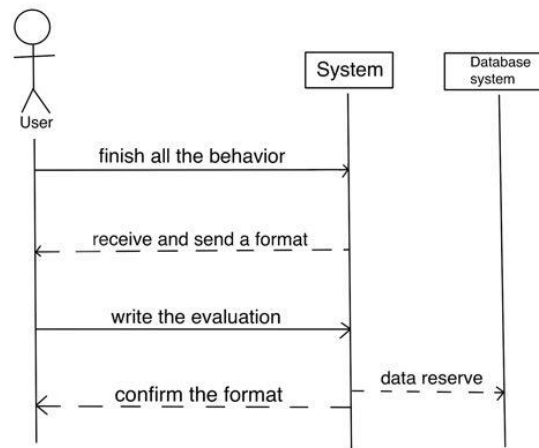 System
Database
system
User
finish all the behavior
receive and send a format
write the evaluation
data reserve
confirm the format